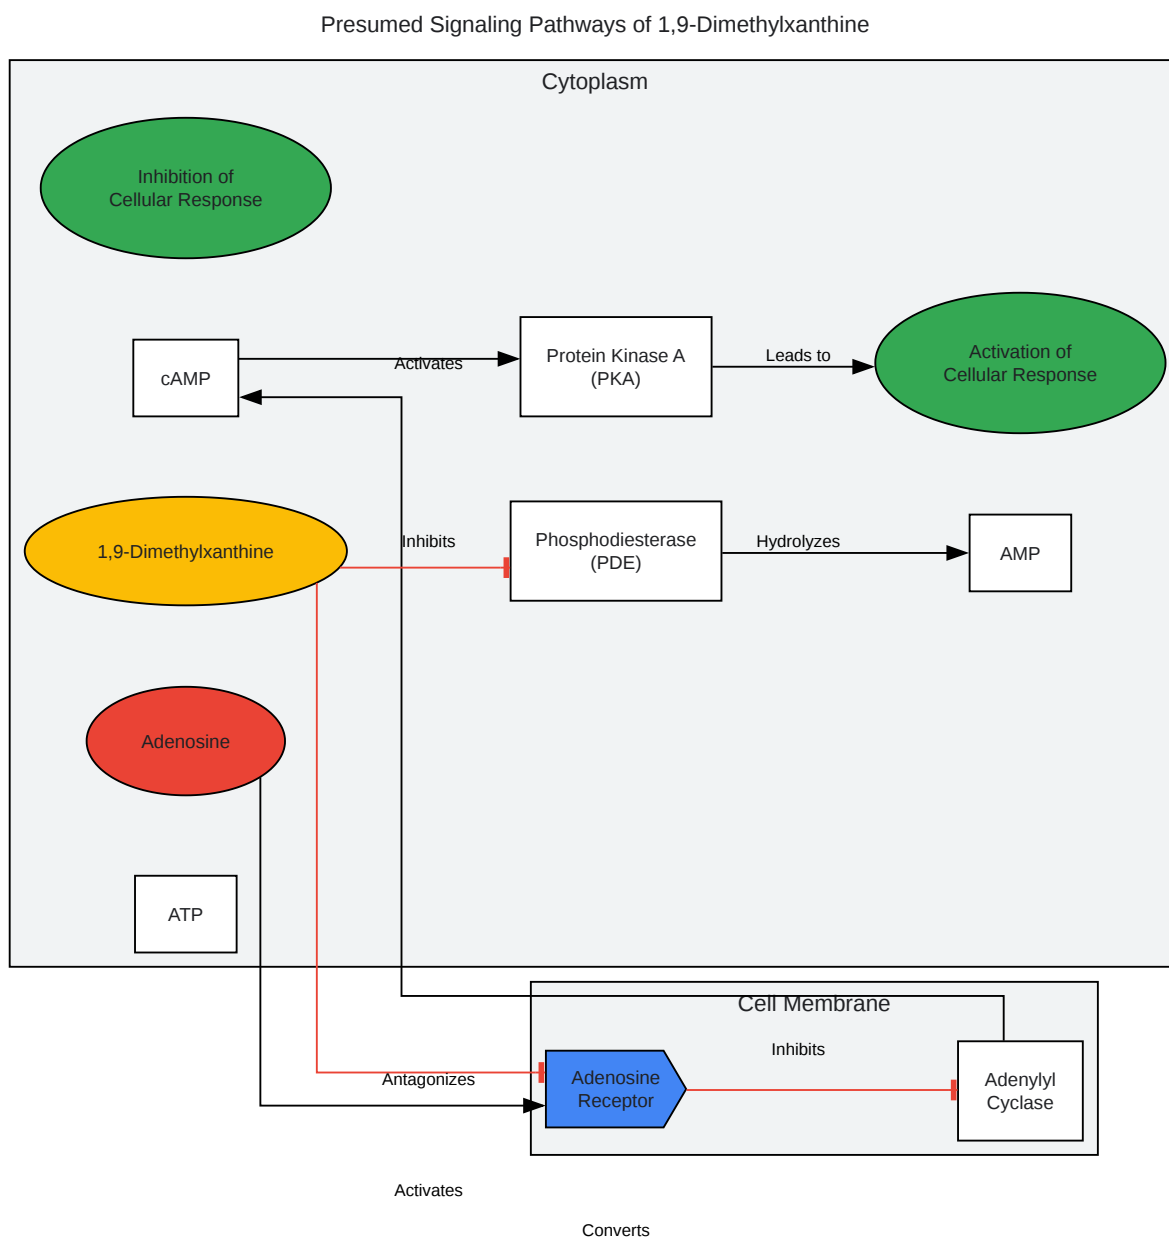 Presumed Signaling Pathways of 1,9-Dimethylxanthine
Cytoplasm
Inhibition of
Cellular Response
cAMP
Activates
Protein Kinase A
(PKA)
Leads to
Activation of
Cellular Response
1,9-Dimethylxanthine
Inhibits
Phosphodiesterase
(PDE)
Hydrolyzes
AMP
Adenosine
ATP
Cell Membrane
Antagonizes
Adenosine
Receptor
Inhibits
Adenylyl
Cyclase
Activates
Converts